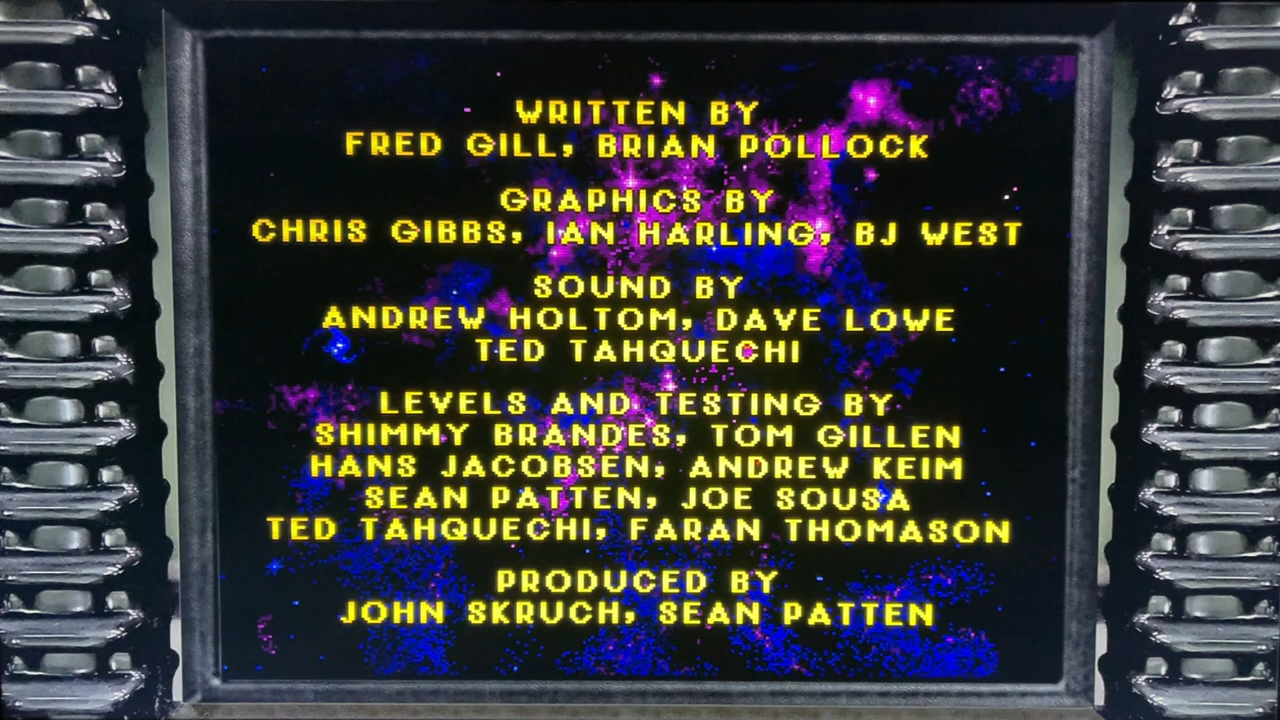 WRITTEN BY
FRED GILL, BRIAN POLLOCK
GRAPHICS BY
CHRIS GIBBS, IAN HARLING, BJ WEST
SOUND BY
ANDREW HOLTOM, DAVE LOWE
TED TAHQUECHI
LEVELS AND TESTING BY
SHIMMY BRANDES, TOM GILLEN
HANS JACOBSEN, ANDREW KEIM
SEAN PATTEN, JOE SOUSA
TED TAHQUECHI, FARAN THOMASON
PRODUCED BY
JOHN SKRUCH, SEAN PATTEN